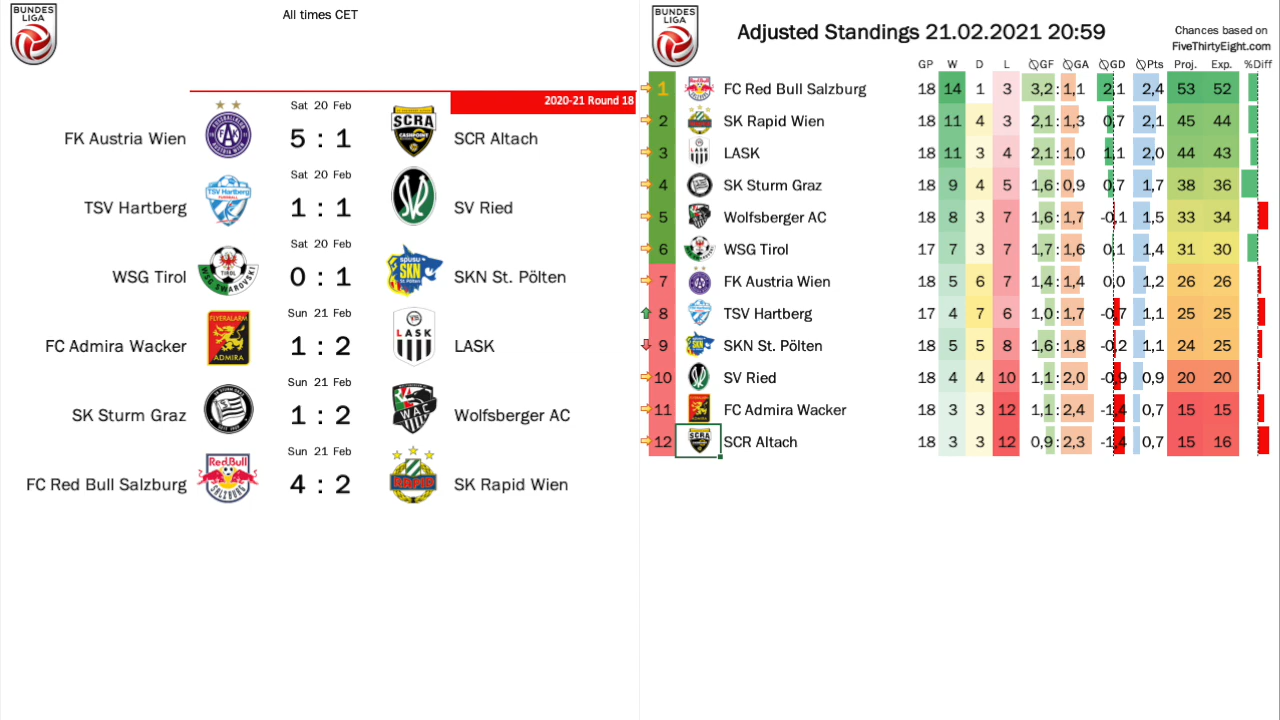 BUNDES
LIGA
All times CET
2020-21 Round 18
Sat 20 Feb
FK Austria Wien 5 : 1 SCR Altach
Sat 20 Feb
TSV Hartberg 1 : 1 SV Ried
Sat 20 Feb
WSG Tirol 0 : 1 SKN St. Pölten
Sun 21 Feb
FC Admira Wacker 1 : 2 LASK
Sun 21 Feb
SK Sturm Graz 1 : 2 Wolfsberger AC
Sun 21 Feb
FC Red Bull Salzburg 4 : 2 SK Rapid Wien
BUNDES
LIGA
Adjusted Standings 21.02.2021 20:59
Chances based on
FiveThirtyEight.com
GP W D L ∅GF ∅GA ∅GD ∅Pts Proj. Exp. %Diff
1 FC Red Bull Salzburg 18 14 1 3 3,2 : 1,1 2,1 2,4 53 52
2 SK Rapid Wien 18 11 4 3 2,1 : 1,3 0,7 2,1 45 44
3 LASK 18 11 3 4 2,1 : 1,0 1,1 2,0 44 43
4 SK Sturm Graz 18 9 4 5 1,6 : 0,9 0,7 1,7 38 36
5 Wolfsberger AC 18 8 3 7 1,6 : 1,7 -0,1 1,5 33 34
6 WSG Tirol 17 7 3 7 1,7 : 1,6 0,1 1,4 31 30
7 FK Austria Wien 18 5 6 7 1,4 : 1,4 0,0 1,2 26 26
8 TSV Hartberg 17 4 7 6 1,0 : 1,7 -0,7 1,1 25 25
9 SKN St. Pölten 18 5 5 8 1,6 : 1,8 -0,2 1,1 24 25
10 SV Ried 18 4 4 10 1,1 : 2,0 -0,9 0,9 20 20
11 FC Admira Wacker 18 3 3 12 1,1 : 2,4 -1,4 0,7 15 15
12 SCR Altach 18 3 3 12 0,9 : 2,3 -1,4 0,7 15 16